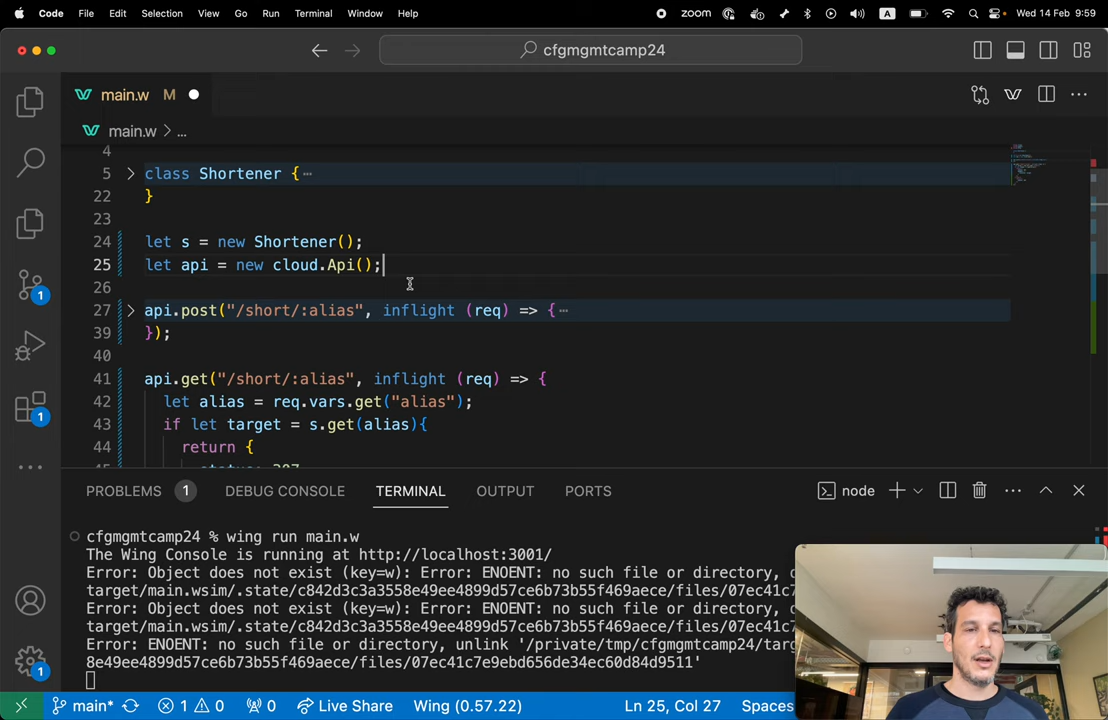 Code File Edit Selection View Go Run Terminal Window Help zoom A Wed 14 Feb 9:59
cfgmgmtcamp24
main.w M
main.w > ...
4
5 class Shortener {
22 }
23
24 let s = new Shortener();
25 let api = new cloud.Api();
26
27 api.post("/short/:alias", inflight (req) => {
39 });
40
41 api.get("/short/:alias", inflight (req) => {
42 let alias = req.vars.get("alias");
43 if let target = s.get(alias){
44 return {
45 status: 307
PROBLEMS 1 DEBUG CONSOLE TERMINAL OUTPUT PORTS node
cfgmgmtcamp24 % wing run main.w
The Wing Console is running at http://localhost:3001/
Error: Object does not exist (key=w): Error: ENOENT: no such file or directory,
target/main.wsim/.state/c842d3c3a3558e49ee4899d57ce6b73b55f469aece/files/07ec41c7
Error: Object does not exist (key=w): Error: ENOENT: no such file or directory,
target/main.wsim/.state/c842d3c3a3558e49ee4899d57ce6b73b55f469aece/files/07ec41c7
Error: ENOENT: no such file or directory, unlink '/private/tmp/cfgmgmtcamp24/targ
8e49ee4899d57ce6b73b55f469aece/files/07ec41c7e9ebd656de34ec60d84d9511'
1
1
1
main* 1 0 0 Live Share Wing (0.57.22) Ln 25, Col 27 Spaces